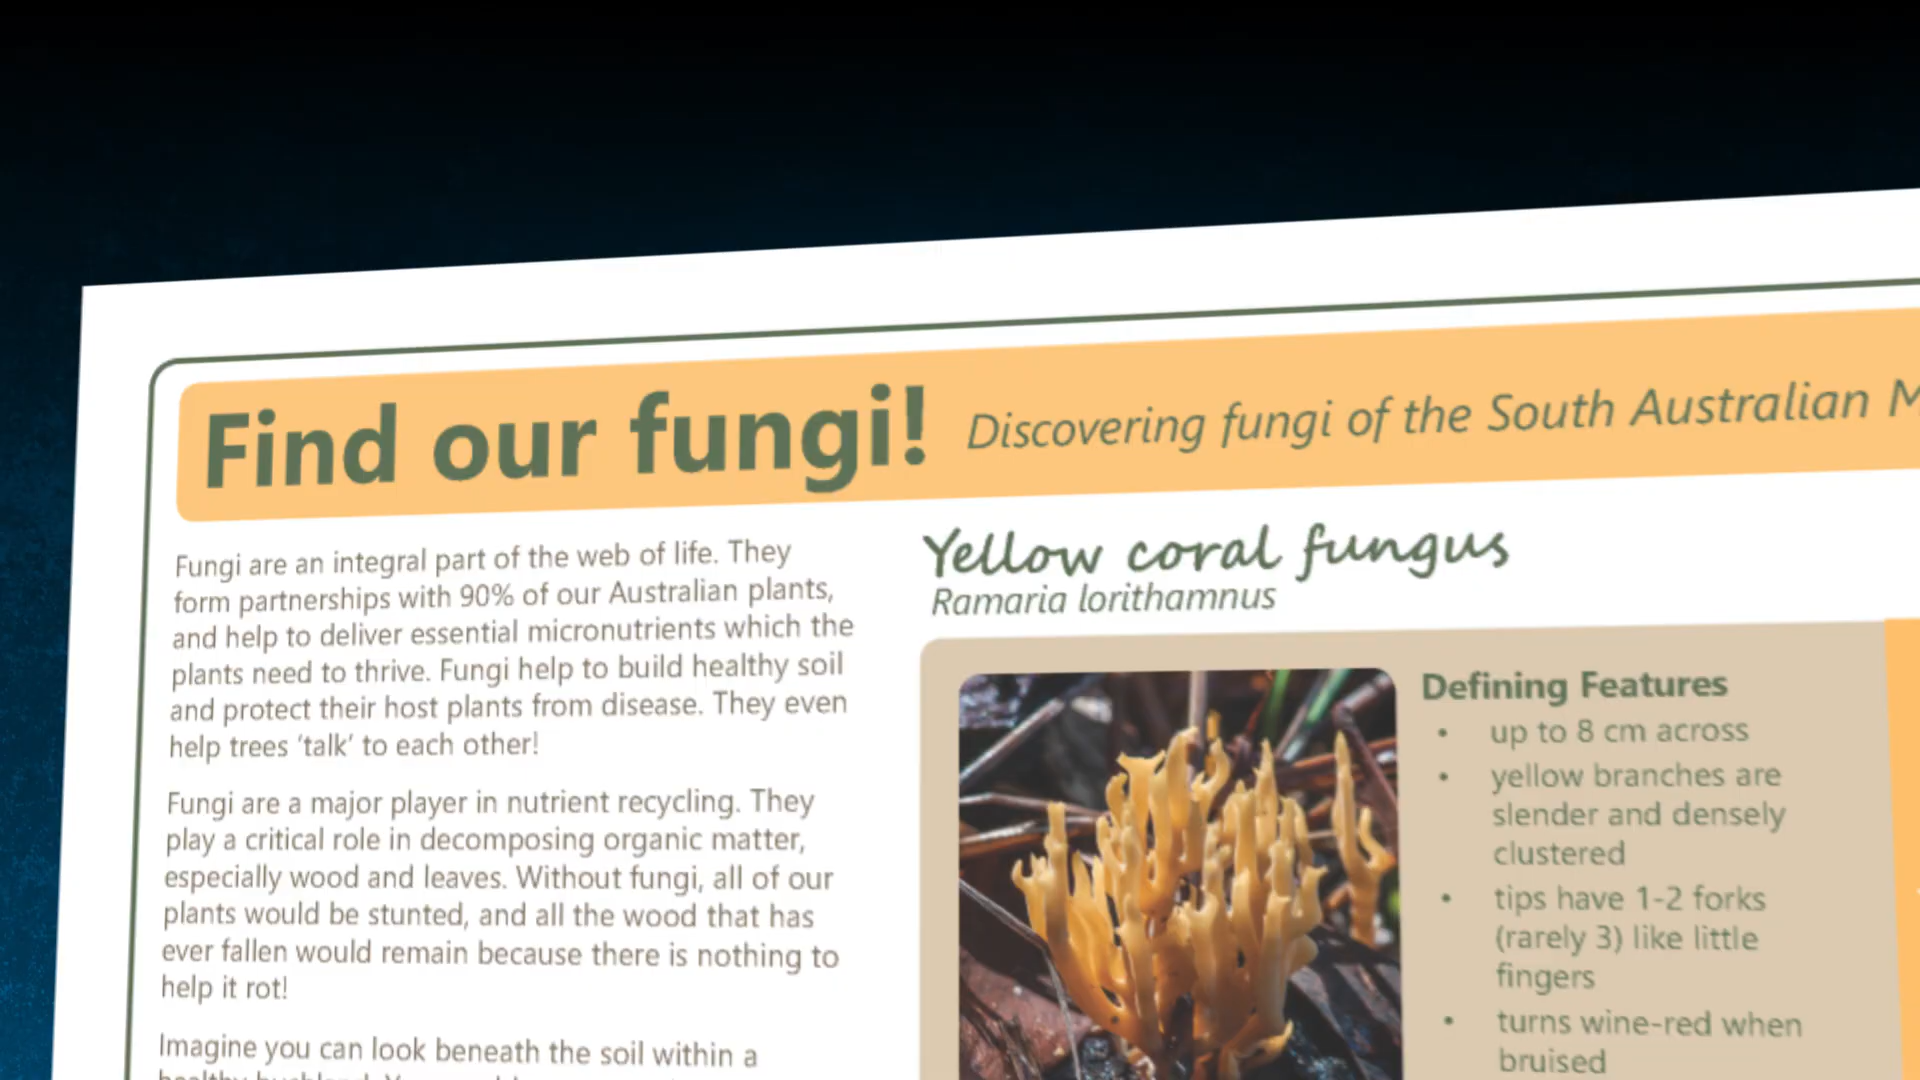 Find our fungi! Discovering fungi of the South Australian
Fungi are an integral part of the web of life. They
form partnerships with 90% of our Australian plants,
and help to deliver essential micronutrients which the
plants need to thrive. Fungi help to build healthy soil
and protect their host plants from disease. They even
help trees ‘talk’ to each other!
Fungi are a major player in nutrient recycling. They
play a critical role in decomposing organic matter,
especially wood and leaves. Without fungi, all of our
plants would be stunted, and all the wood that has
ever fallen would remain because there is nothing to
help it rot!
Imagine you can look beneath the soil within a
Yellow coral fungus
Ramaria lorithamnus
Defining Features
• up to 8 cm across
• yellow branches are
slender and densely
clustered
• tips have 1-2 forks
(rarely 3) like little
fingers
• turns wine-red when
bruised